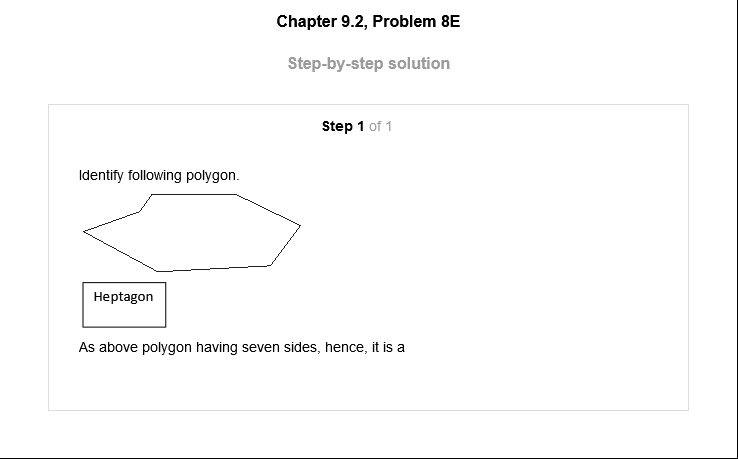 Chapter 9.2, Problem 8E
Step-by-step solution
Step 1 of 1
Identify following polygon.
Heptagon
As above polygon having seven sides, hence, it is a